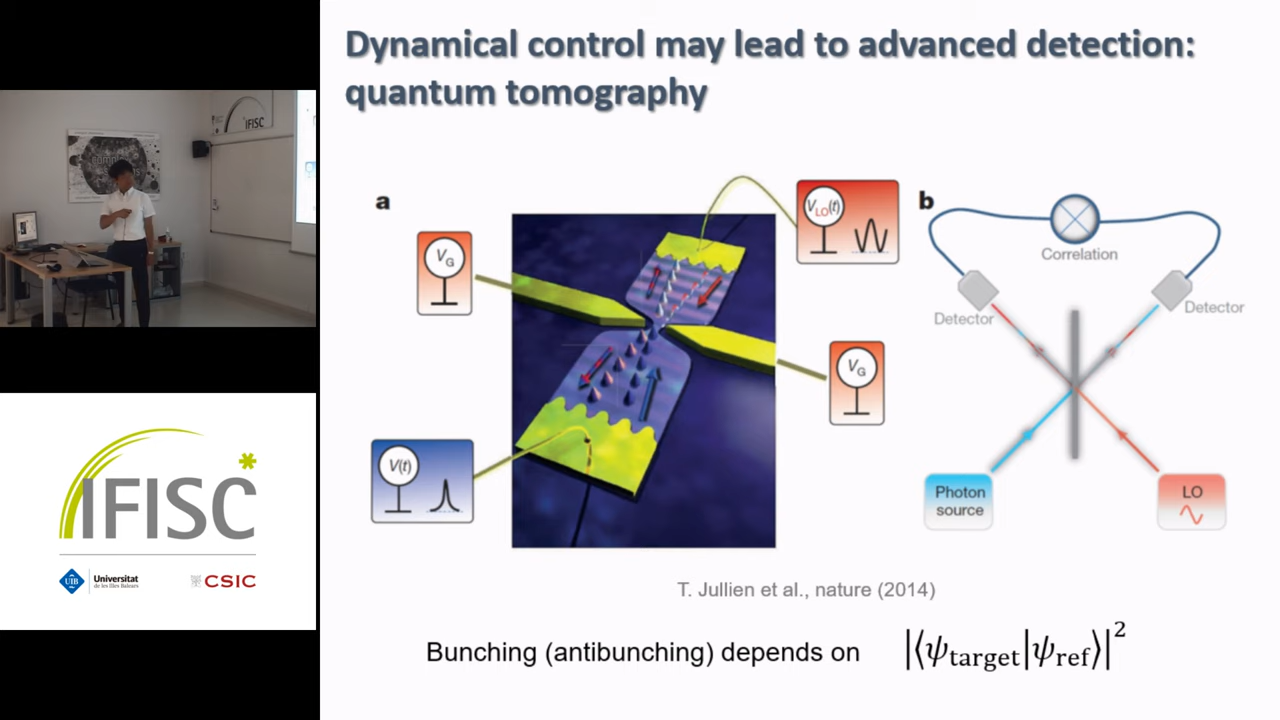 Dynamical control may lead to advanced detection:
quantum tomography
IFISC
a
V_G
V_LO(t)
b
Correlation
Detector
Detector
V_G
V(t)
Photon
source
LO
IFISC
UIB
Universitat
de les Illes Balears
CSIC
T. Jullien et al., nature (2014)
Bunching (antibunching) depends on |⟨ψ_target|ψ_ref⟩|²